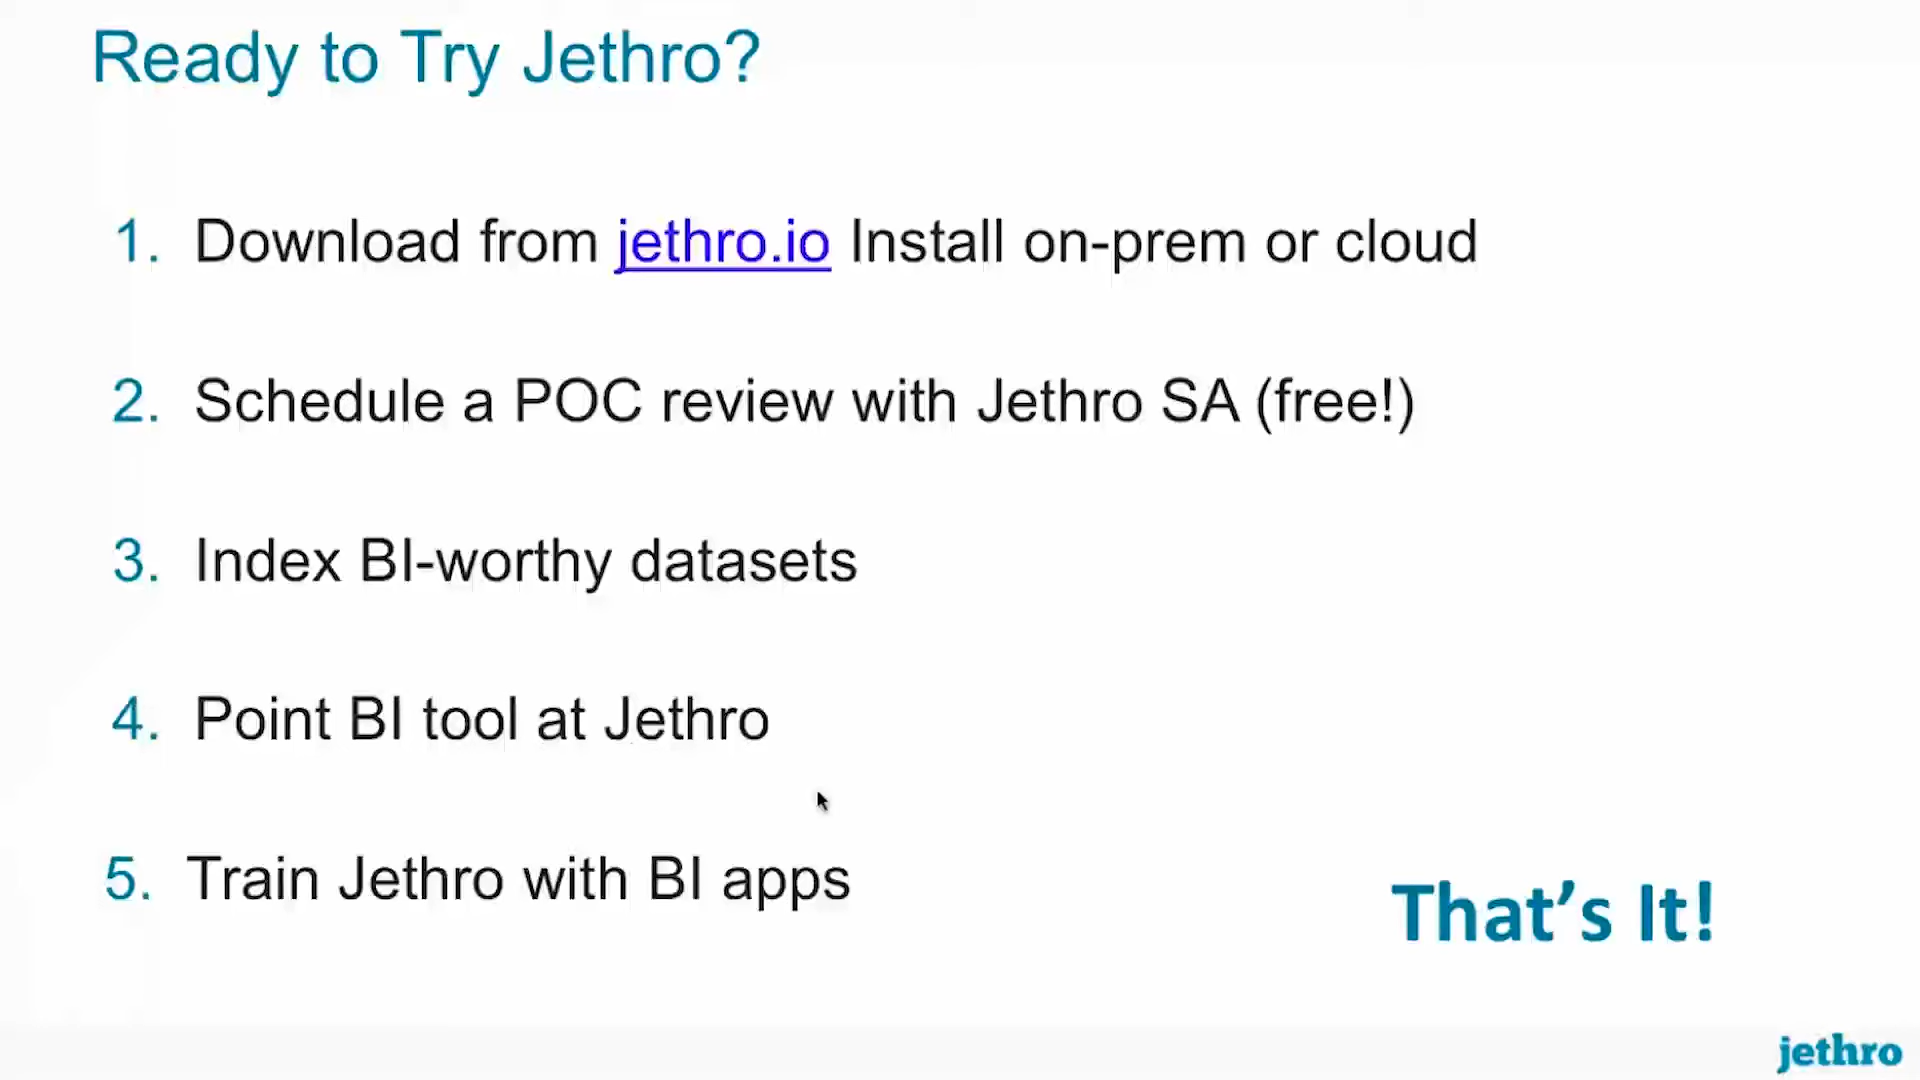 Ready to Try Jethro?
1. Download from jethro.io Install on-prem or cloud
2. Schedule a POC review with Jethro SA (free!)
3. Index BI-worthy datasets
4. Point BI tool at Jethro
5. Train Jethro with BI apps
That’s It!
jethro